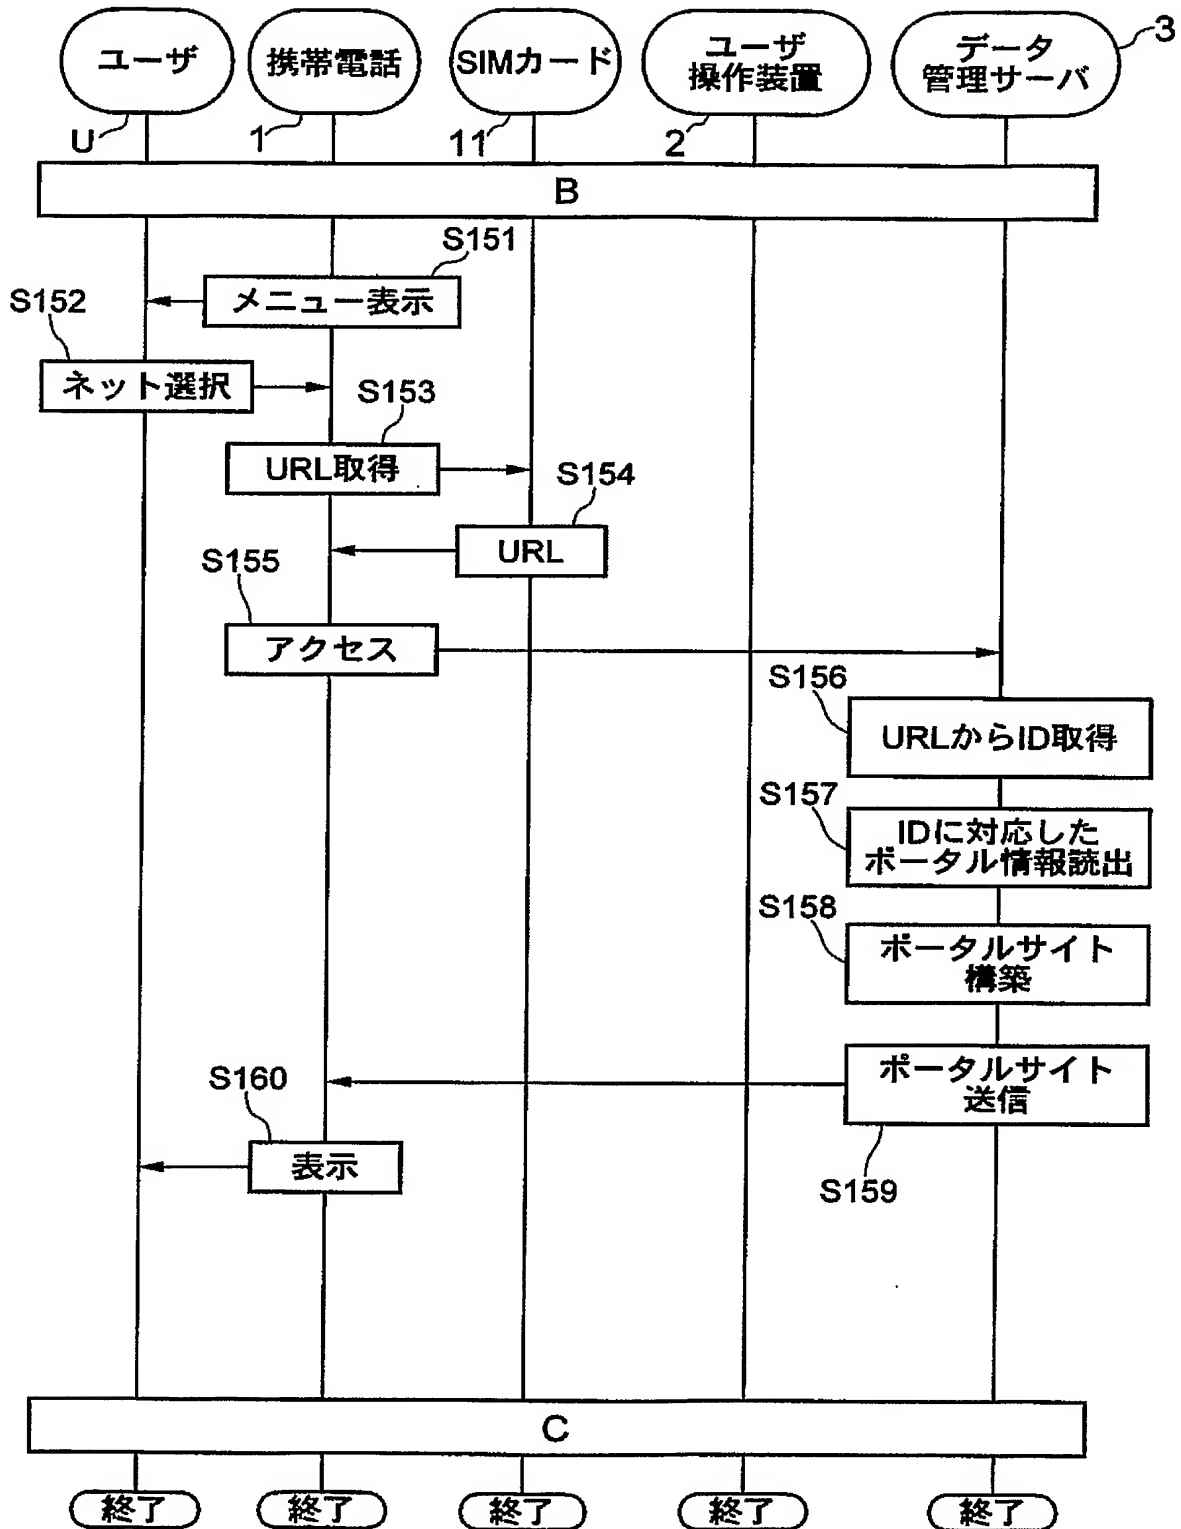 ユーザ
携帯電話
SIMカード
ユーザ
操作装置
データ
管理サーバ
3
U
1
11
2
B
S151
メニュー表示
S152
ネット選択
S153
URL取得
S154
URL
S155
アクセス
S156
URLからID取得
S157
IDに対応した
ポータル情報読出
S158
ポータルサイト
構築
ポータルサイト
送信
S159
S160
表示
C
終了
終了
終了
終了
終了